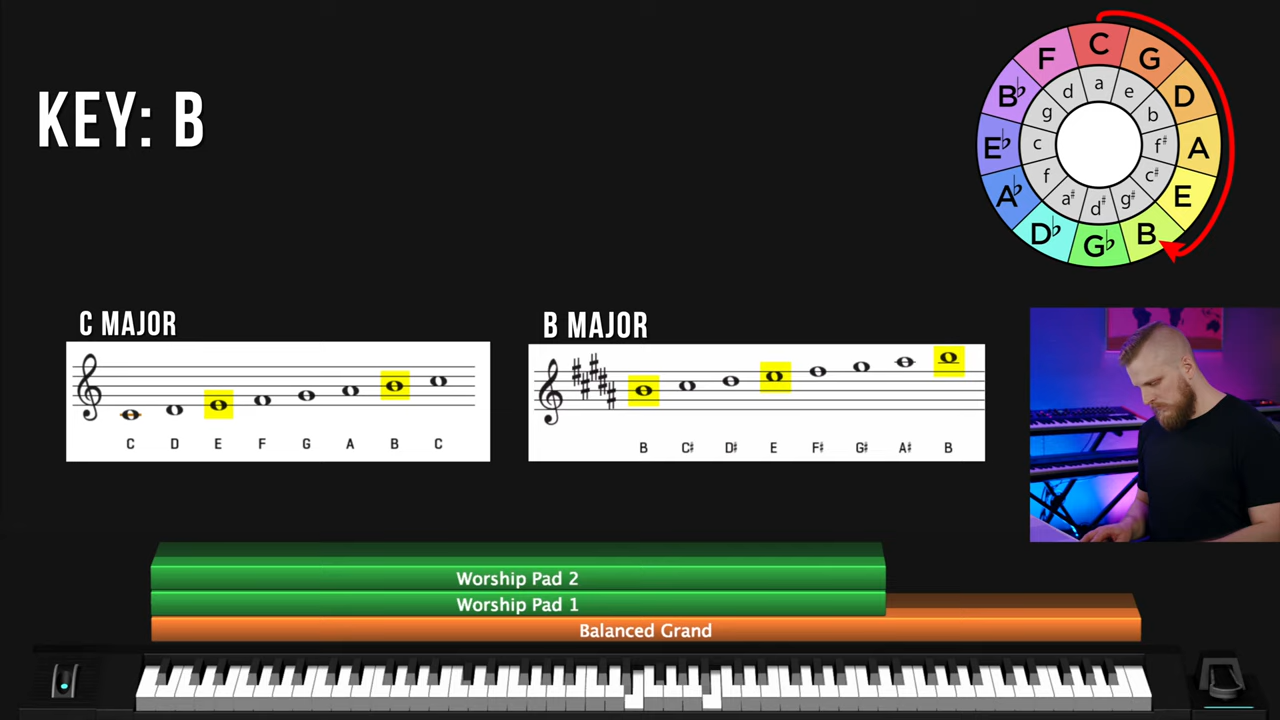 KEY: B
C
G
D
A
E
B
G♭
D♭
A♭
E♭
B♭
F
a
e
b
f♯
c♯
g♯
d♯
a♯
f
c
g
d
C MAJOR
C D E F G A B C
B MAJOR
B C♯ D♯ E F♯ G♯ A♯ B
Worship Pad 2
Worship Pad 1
Balanced Grand